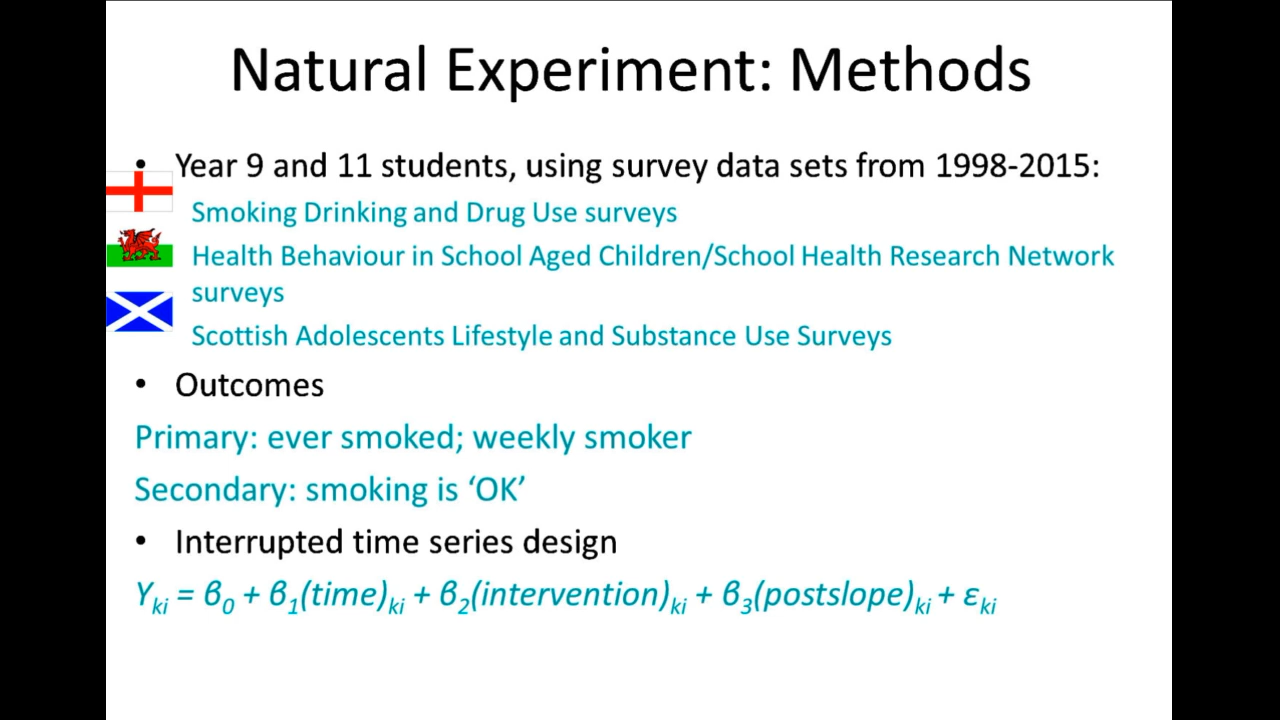 Natural Experiment: Methods
• Year 9 and 11 students, using survey data sets from 1998-2015:
Smoking Drinking and Drug Use surveys
Health Behaviour in School Aged Children/School Health Research Network
surveys
Scottish Adolescents Lifestyle and Substance Use Surveys
• Outcomes
Primary: ever smoked; weekly smoker
Secondary: smoking is ‘OK’
• Interrupted time series design
Yki = β0 + β1(time)ki + β2(intervention)ki + β3(postslope)ki + εki